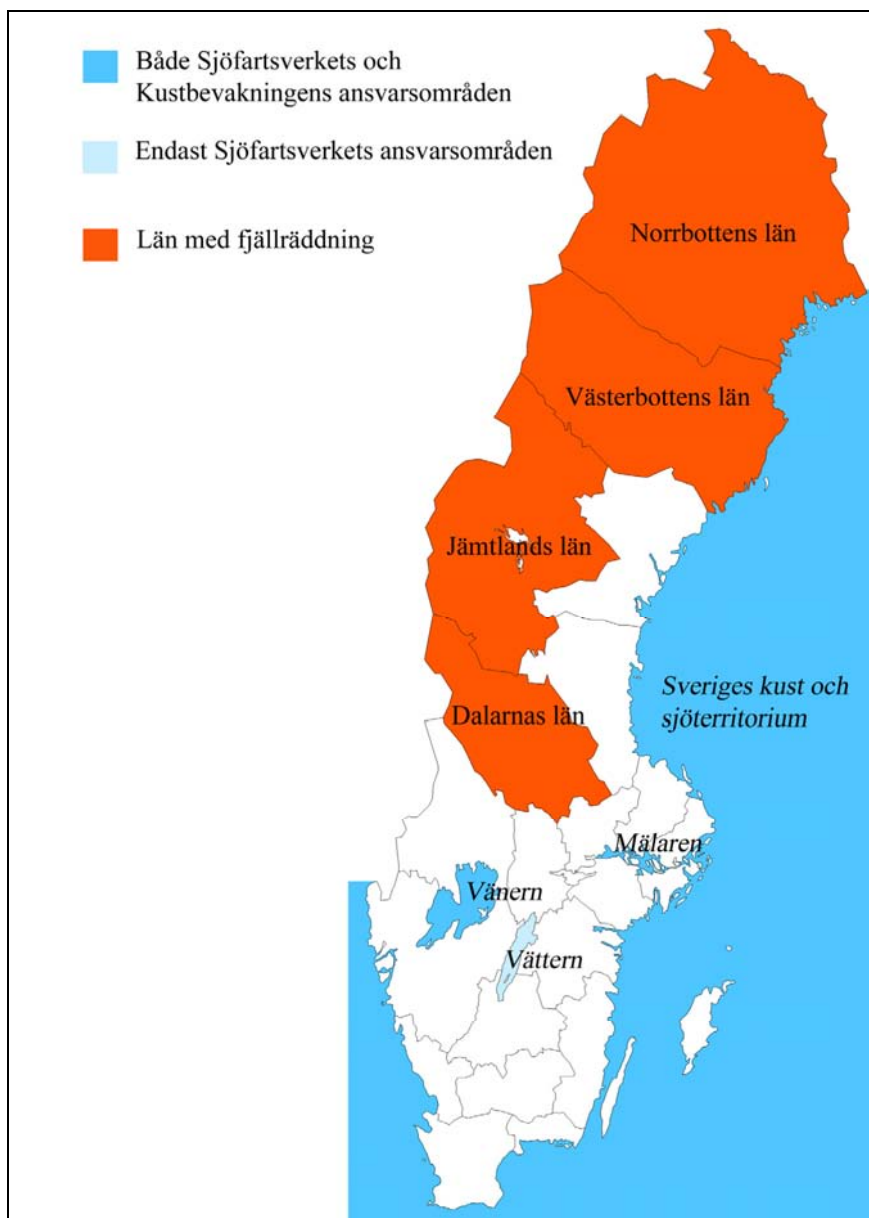 Både Sjöfartsverkets och
Kustbevakningens ansvarsområden
Endast Sjöfartsverkets ansvarsområden
Län med fjällräddning
Norrbottens län
Västerbottens län
Jämtlands län
Sveriges kust och
sjöterritorium
Dalarnas län
Mälaren
Vänern
Vättern